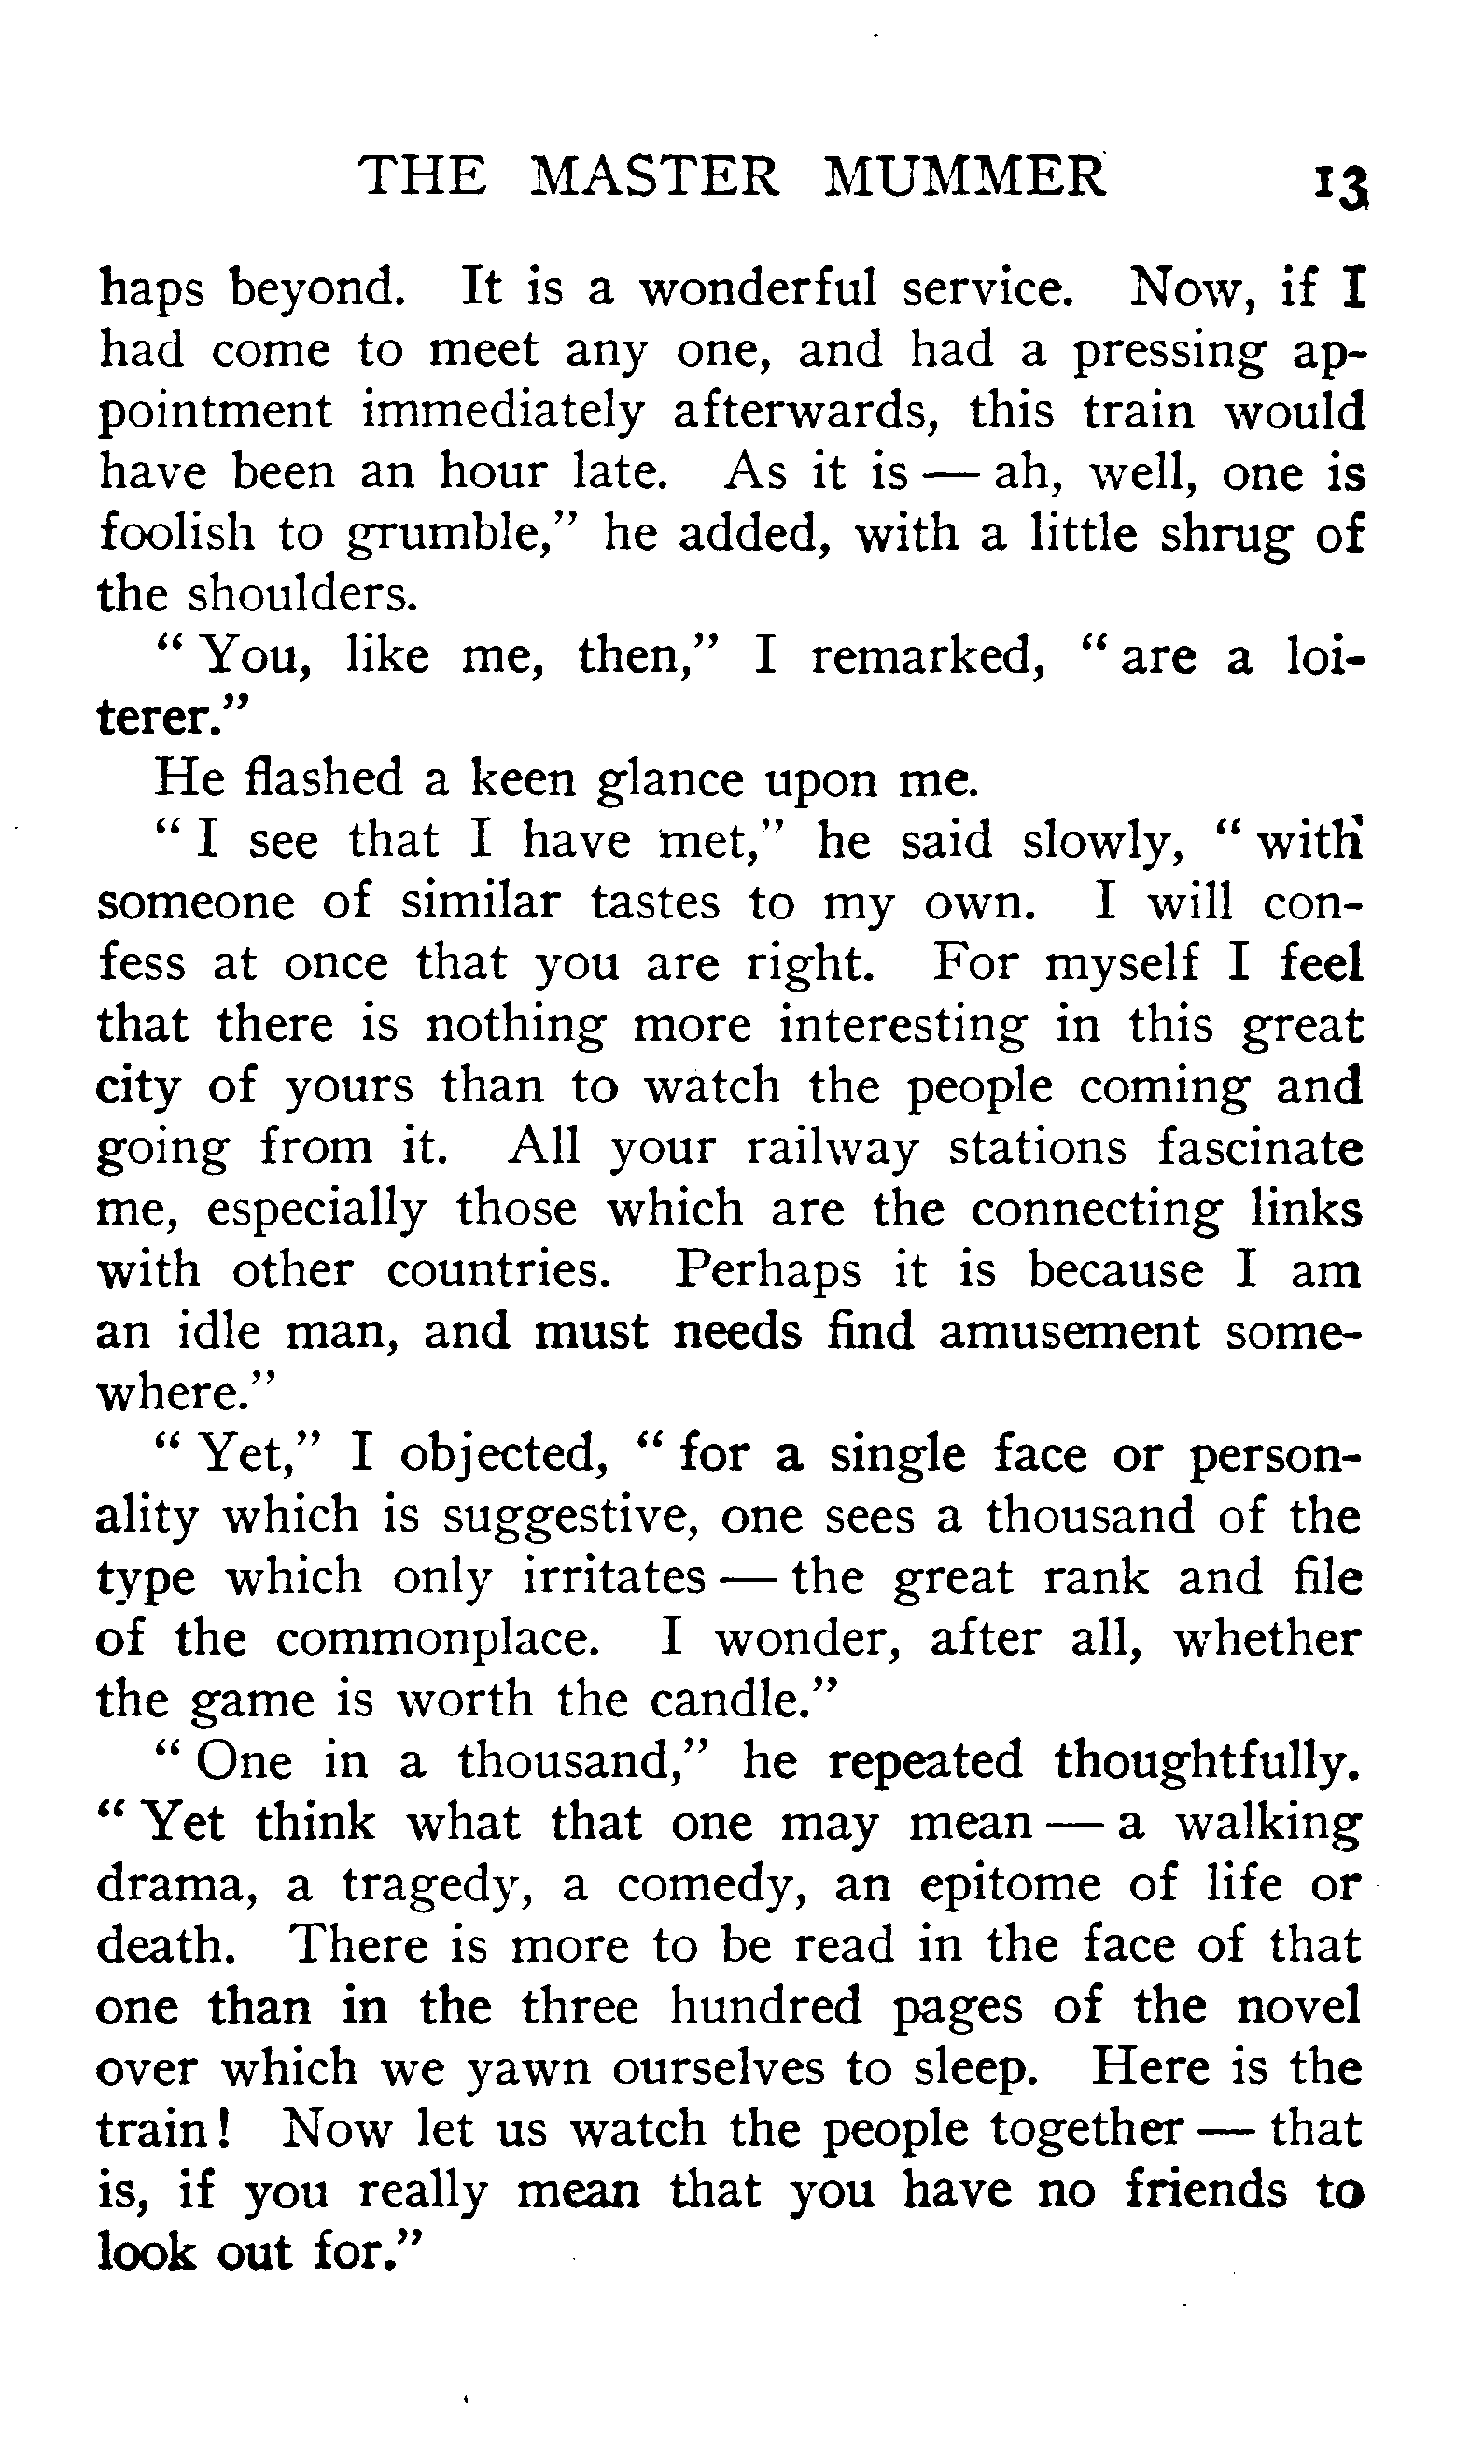 THE MASTER MUMMER 13
haps beyond. It is a wonderful service. Now, if I
had come to meet any one, and had a pressing ap-
pointment immediately afterwards, this train would
have been an hour late. As it is — ah, well, one is
foolish to grumble,” he added, with a little shrug of
the shoulders.
“ You, like me, then,” I remarked, “ are a loi-
terer.”
He flashed a keen glance upon me.
“ I see that I have met,” he said slowly, “ with
someone of similar tastes to my own. I will con-
fess at once that you are right. For myself I feel
that there is nothing more interesting in this great
city of yours than to watch the people coming and
going from it. All your railway stations fascinate
me, especially those which are the connecting links
with other countries. Perhaps it is because I am
an idle man, and must needs find amusement some-
where.”
“ Yet,” I objected, “ for a single face or person-
ality which is suggestive, one sees a thousand of the
type which only irritates — the great rank and file
of the commonplace. I wonder, after all, whether
the game is worth the candle.”
“ One in a thousand,” he repeated thoughtfully.
“ Yet think what that one may mean — a walking
drama, a tragedy, a comedy, an epitome of life or
death. There is more to be read in the face of that
one than in the three hundred pages of the novel
over which we yawn ourselves to sleep. Here is the
train! Now let us watch the people together — that
is, if you really mean that you have no friends to
look out for.”